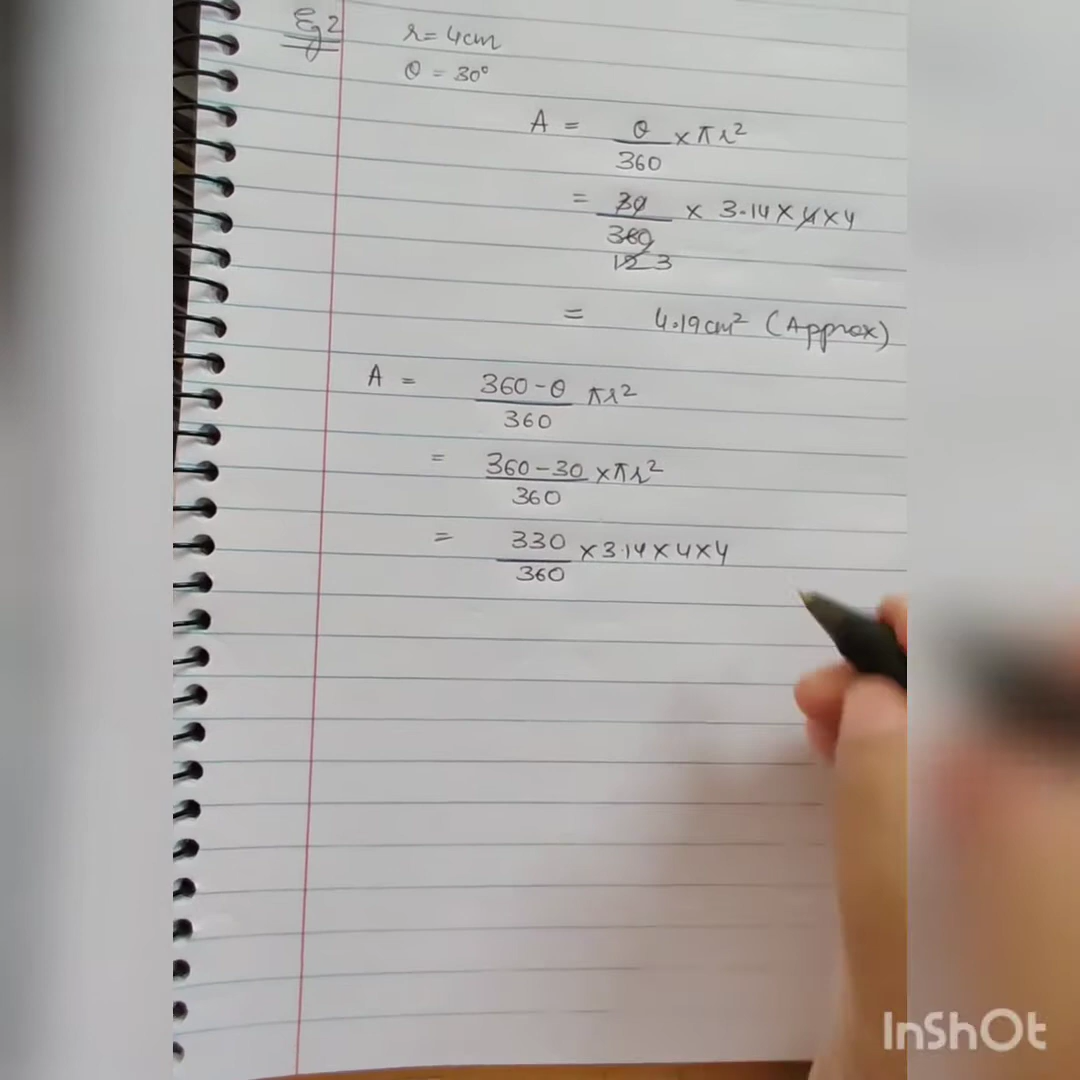 Eg 2
r = 4cm
θ = 30°
A = θ/360 × πr²
= 30/360 × 3.14 × 4 × 4
12 3
= 4.19cm² (Approx)
A = 360-θ/360 πr²
= 360-30/360 × πr²
= 330/360 × 3.14 × 4 × 4
InShOt